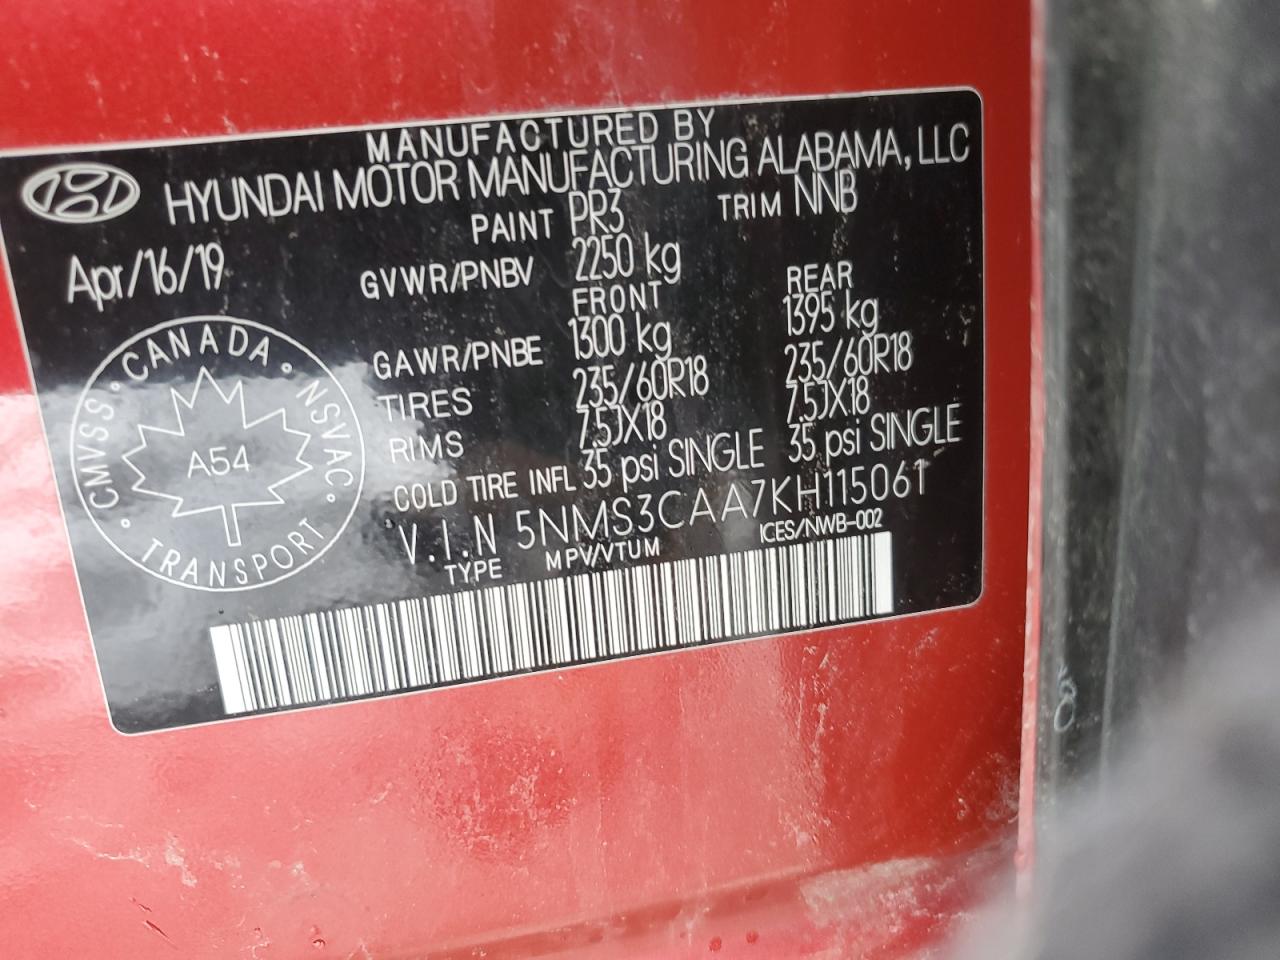 MANUFACTURED BY
HYUNDAI MOTOR MANUFACTURING ALABAMA, LLC
PAINT PR3 TRIM NNB
Apr/16/19
GVWR/PNBV 2250 kg
FRONT REAR
GAWR/PNBE 1300 kg 1395 kg
TIRES 235/60R18 235/60R18
RIMS 7.5JX18 7.5JX18
COLD TIRE INFL 35 psi SINGLE 35 psi SINGLE
V.I.N 5NMS3CAA7KH115061
TYPE MPV/VTUM ICES/NWB-002
CMVSS · CANADA · NSVAC
A54
· TRANSPORT ·